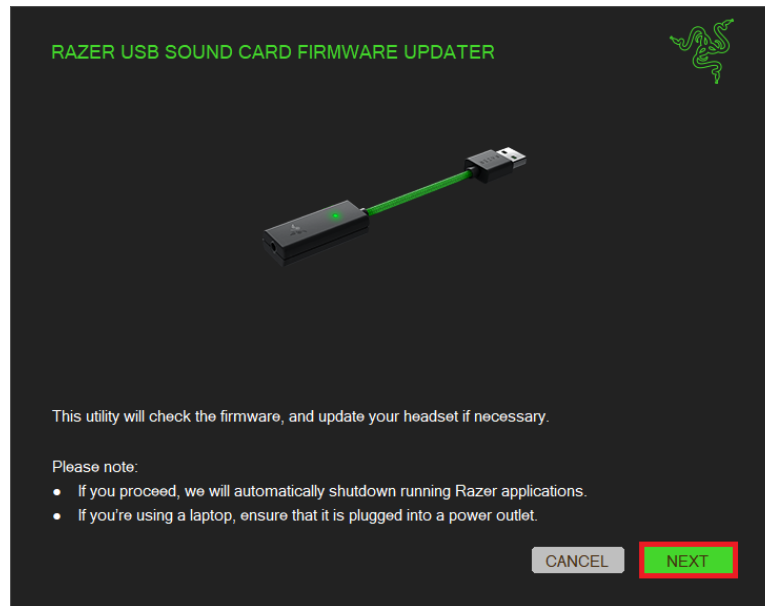 RAZER USB SOUND CARD FIRMWARE UPDATER
This utility will check the firmware, and update your headset if necessary.
Please note:
● If you proceed, we will automatically shutdown running Razer applications.
● If you’re using a laptop, ensure that it is plugged into a power outlet.
CANCEL NEXT